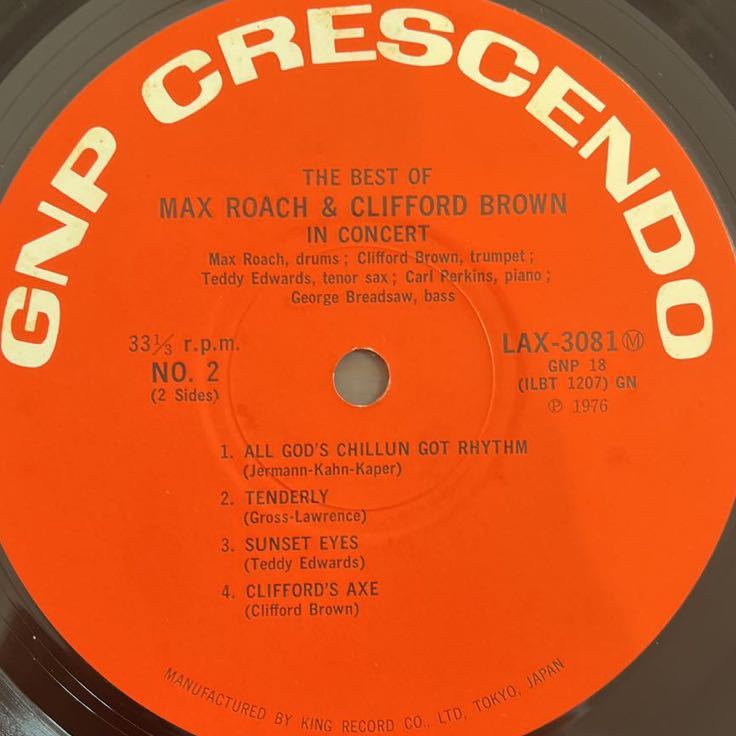 GNP CRESCENDO
THE BEST OF
MAX ROACH & CLIFFORD BROWN
IN CONCERT
Max Roach, drums ; Clifford Brown, trumpet ;
Teddy Edwards, tenor sax ; Carl Perkins, piano ;
George Breadsaw, bass
33⅓ r.p.m.
NO. 2
(2 Sides)
LAX-3081 Ⓜ
GNP 18
(ILBT 1207) GN
℗ 1976
1. ALL GOD'S CHILLUN GOT RHYTHM
(Jermann-Kahn-Kaper)
2. TENDERLY
(Gross-Lawrence)
3. SUNSET EYES
(Teddy Edwards)
4. CLIFFORD'S AXE
(Clifford Brown)
MANUFACTURED BY KING RECORD CO., LTD, TOKYO, JAPAN